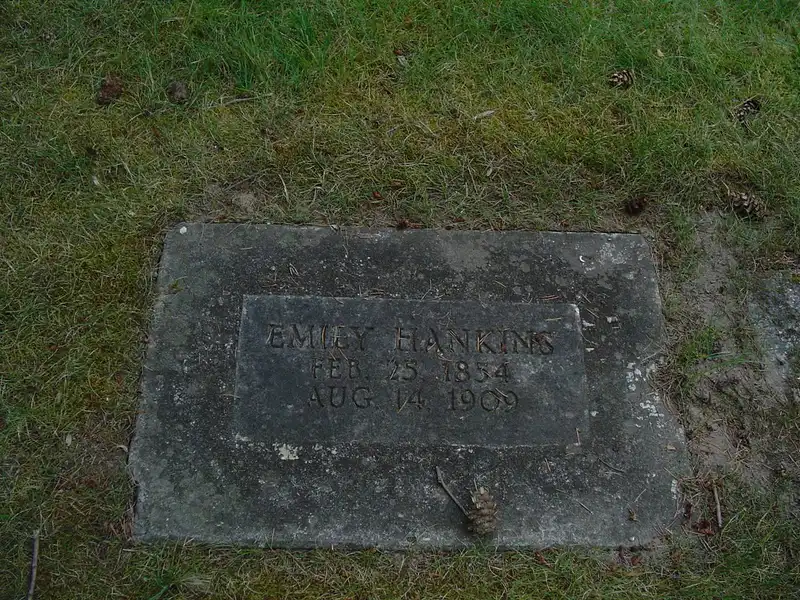 EMILY HANKINS
FEB. 25, 1854
AUG. 14, 1909